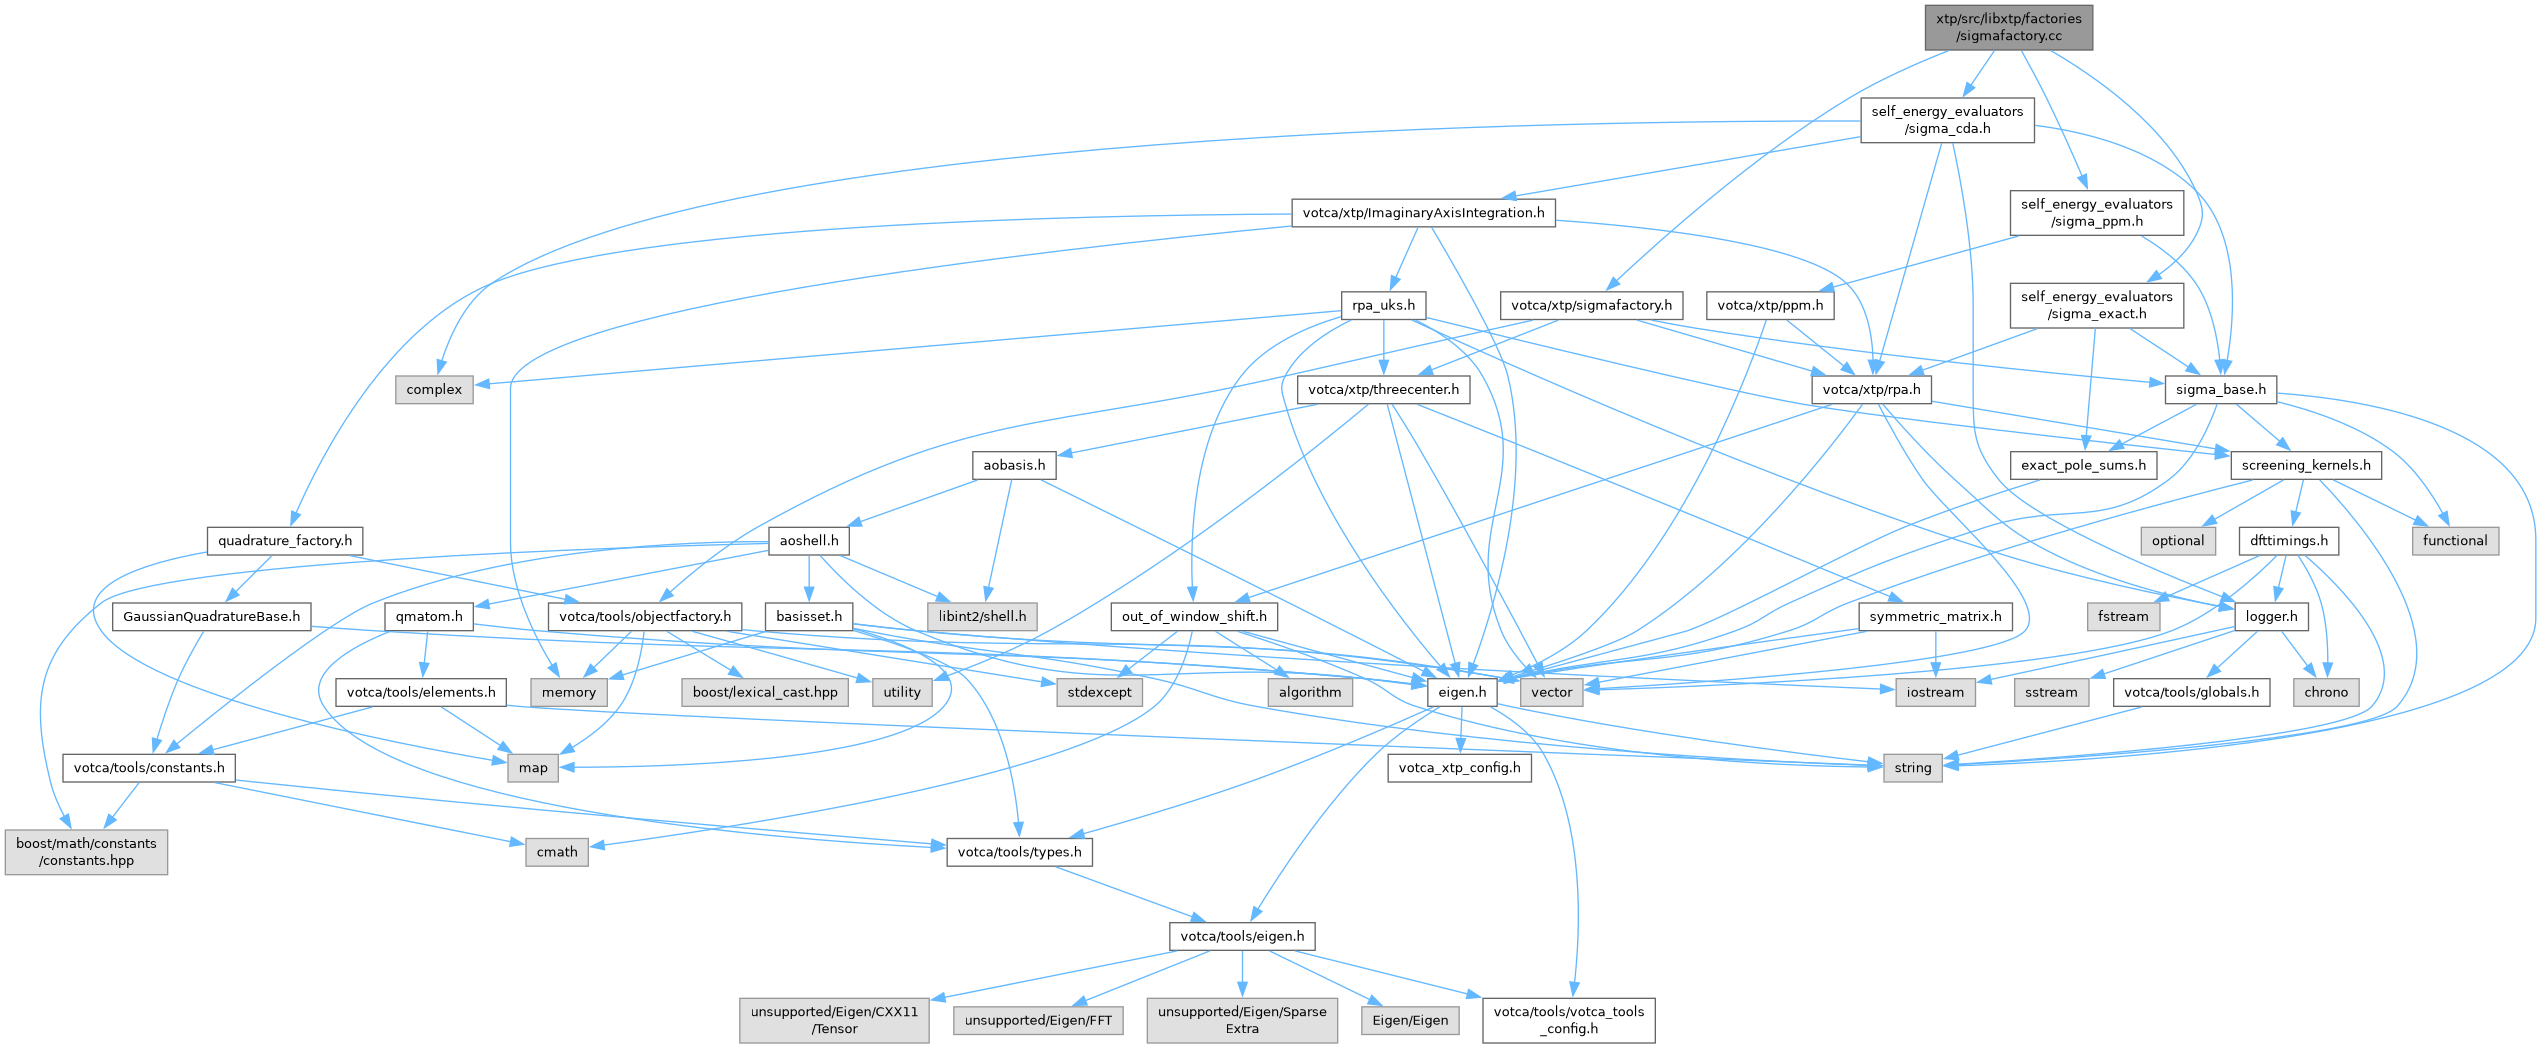 xtp/src/libxtp/factories
/sigmafactory.cc
self_energy_evaluators
/sigma_cda.h
votca/xtp/ImaginaryAxisIntegration.h
self_energy_evaluators
/sigma_ppm.h
rpa_uks.h
votca/xtp/sigmafactory.h
votca/xtp/ppm.h
self_energy_evaluators
/sigma_exact.h
complex
votca/xtp/threecenter.h
votca/xtp/rpa.h
sigma_base.h
aobasis.h
exact_pole_sums.h
screening_kernels.h
quadrature_factory.h
aoshell.h
optional
dfttimings.h
functional
GaussianQuadratureBase.h
qmatom.h
votca/tools/objectfactory.h
basisset.h
libint2/shell.h
out_of_window_shift.h
symmetric_matrix.h
fstream
logger.h
votca/tools/elements.h
memory
boost/lexical_cast.hpp
utility
stdexcept
algorithm
eigen.h
vector
iostream
sstream
votca/tools/globals.h
chrono
votca/tools/constants.h
map
votca_xtp_config.h
string
boost/math/constants
/constants.hpp
cmath
votca/tools/types.h
votca/tools/eigen.h
unsupported/Eigen/CXX11
/Tensor
unsupported/Eigen/FFT
unsupported/Eigen/Sparse
Extra
Eigen/Eigen
votca/tools/votca_tools
_config.h